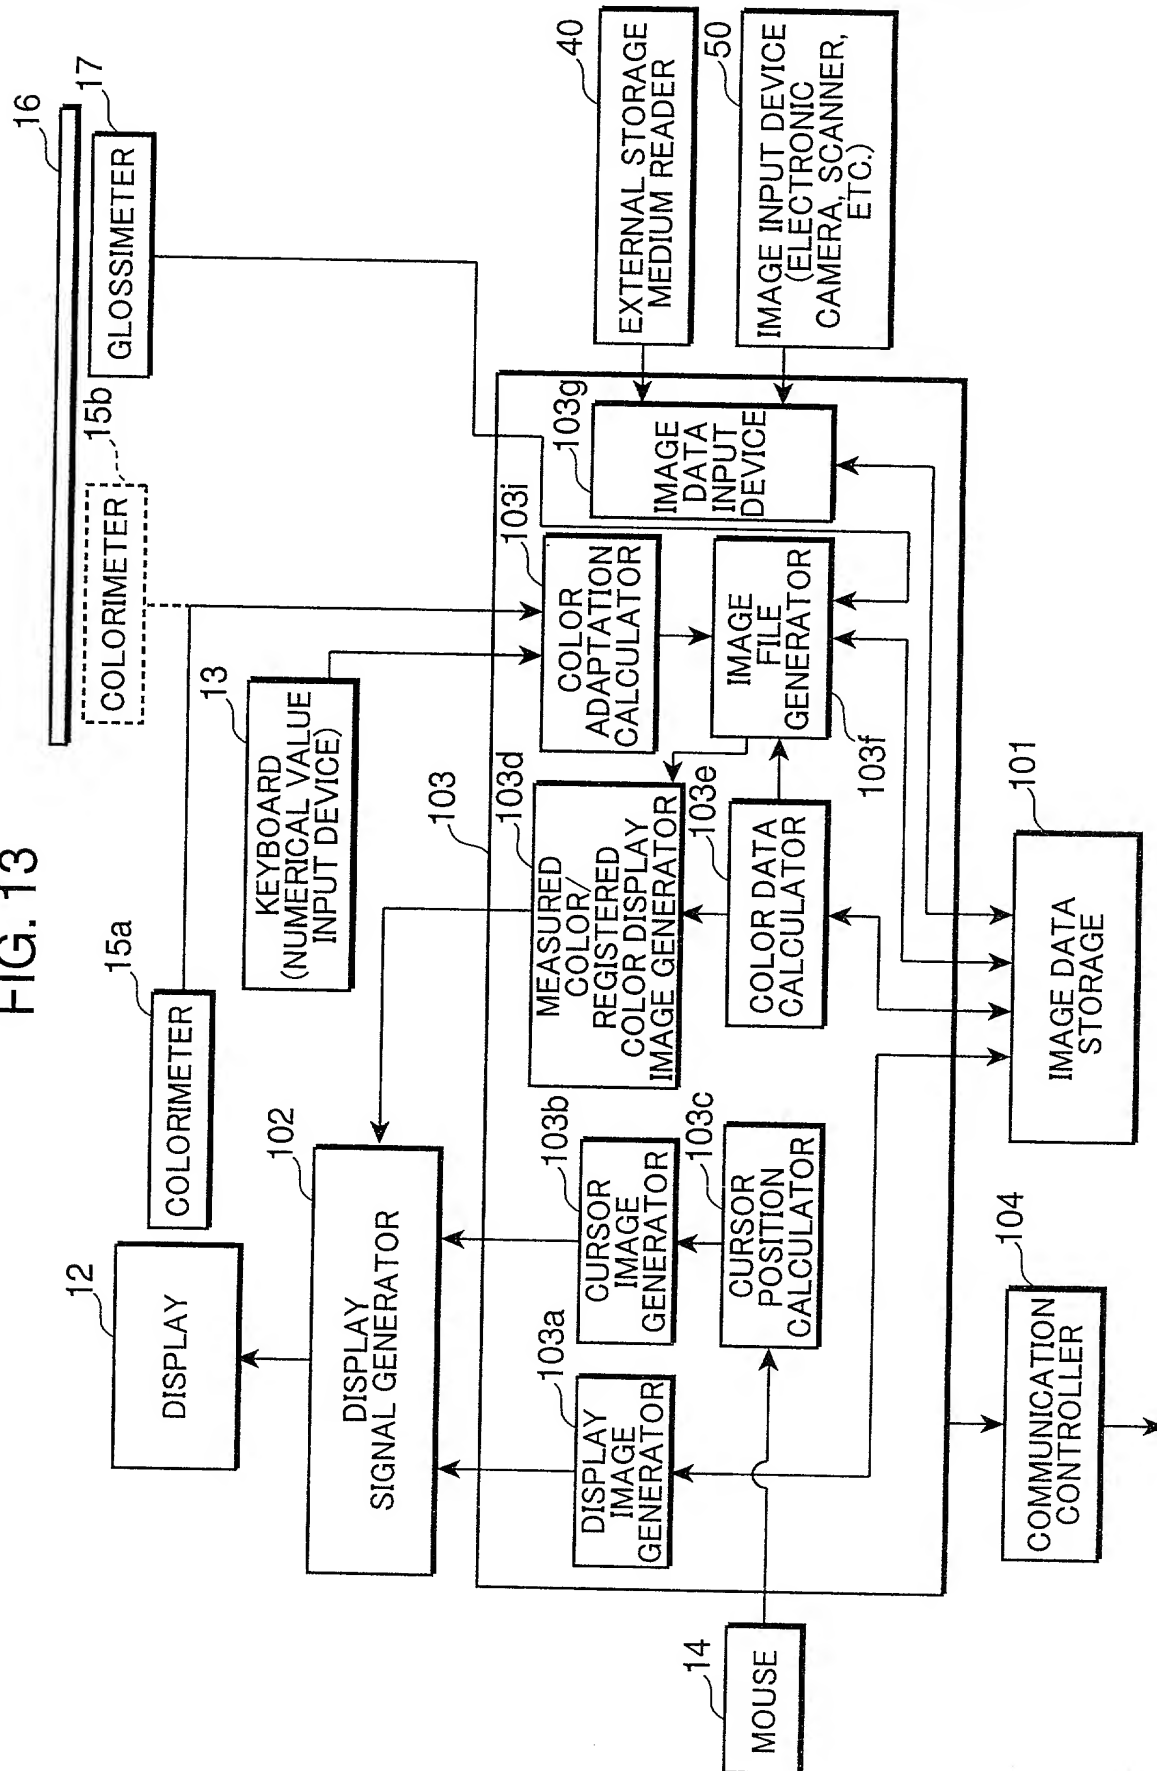 FIG. 13
16
17
GLOSSIMETER
15b
COLORIMETER
40
EXTERNAL STORAGE
MEDIUM READER
50
IMAGE INPUT DEVICE
(ELECTRONIC
CAMERA, SCANNER,
ETC.)
13
KEYBOARD
(NUMERICAL VALUE
INPUT DEVICE)
15a
COLORIMETER
12
DISPLAY
102
DISPLAY
SIGNAL GENERATOR
103
103g
IMAGE
DATA
INPUT
DEVICE
103i
COLOR
ADAPTATION
CALCULATOR
IMAGE
FILE
GENERATOR
103f
103d
MEASURED
COLOR/
REGISTERED
COLOR DISPLAY
IMAGE GENERATOR
103e
COLOR DATA
CALCULATOR
103b
CURSOR
IMAGE
GENERATOR
103c
CURSOR
POSITION
CALCULATOR
103a
DISPLAY
IMAGE
GENERATOR
14
MOUSE
101
IMAGE DATA
STORAGE
104
COMMUNICATION
CONTROLLER